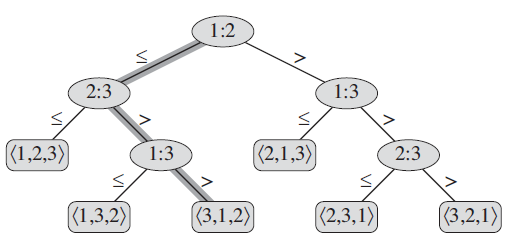 1:2
≤ >
2:3 1:3
≤ > ≤ >
⟨1,2,3⟩ 1:3 ⟨2,1,3⟩ 2:3
≤ > ≤ >
⟨1,3,2⟩ ⟨3,1,2⟩ ⟨2,3,1⟩ ⟨3,2,1⟩